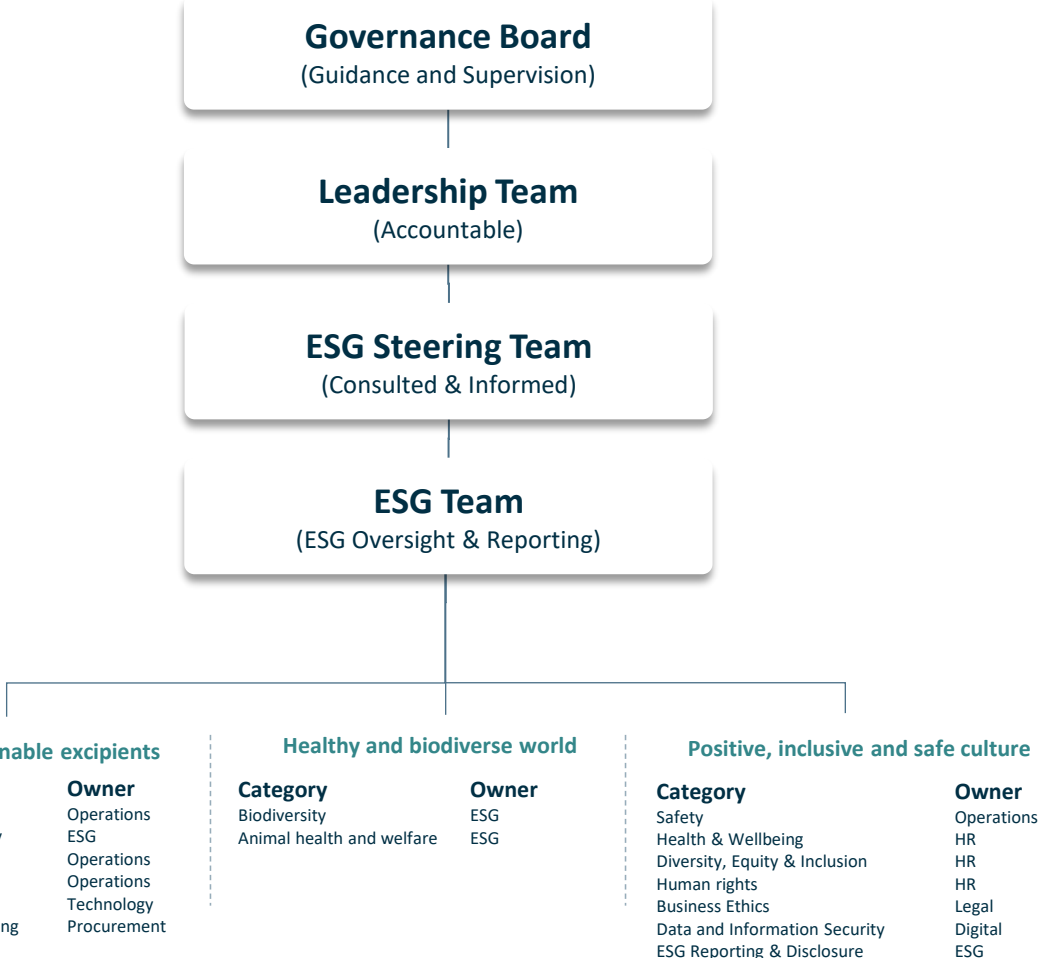 Governance Board
(Guidance and Supervision)
Leadership Team
(Accountable)
ESG Steering Team
(Consulted & Informed)
ESG Team
(ESG Oversight & Reporting)
excipients
Owner
Operations
ESG
Operations
Operations
Technology
Procurement
Healthy and biodiverse world
Category Owner
Biodiversity ESG
Animal health and welfare ESG
Positive, inclusive and safe culture
Category Owner
Safety Operations
Health & Wellbeing HR
Diversity, Equity & Inclusion HR
Human rights HR
Business Ethics Legal
Data and Information Security Digital
ESG Reporting & Disclosure ESG